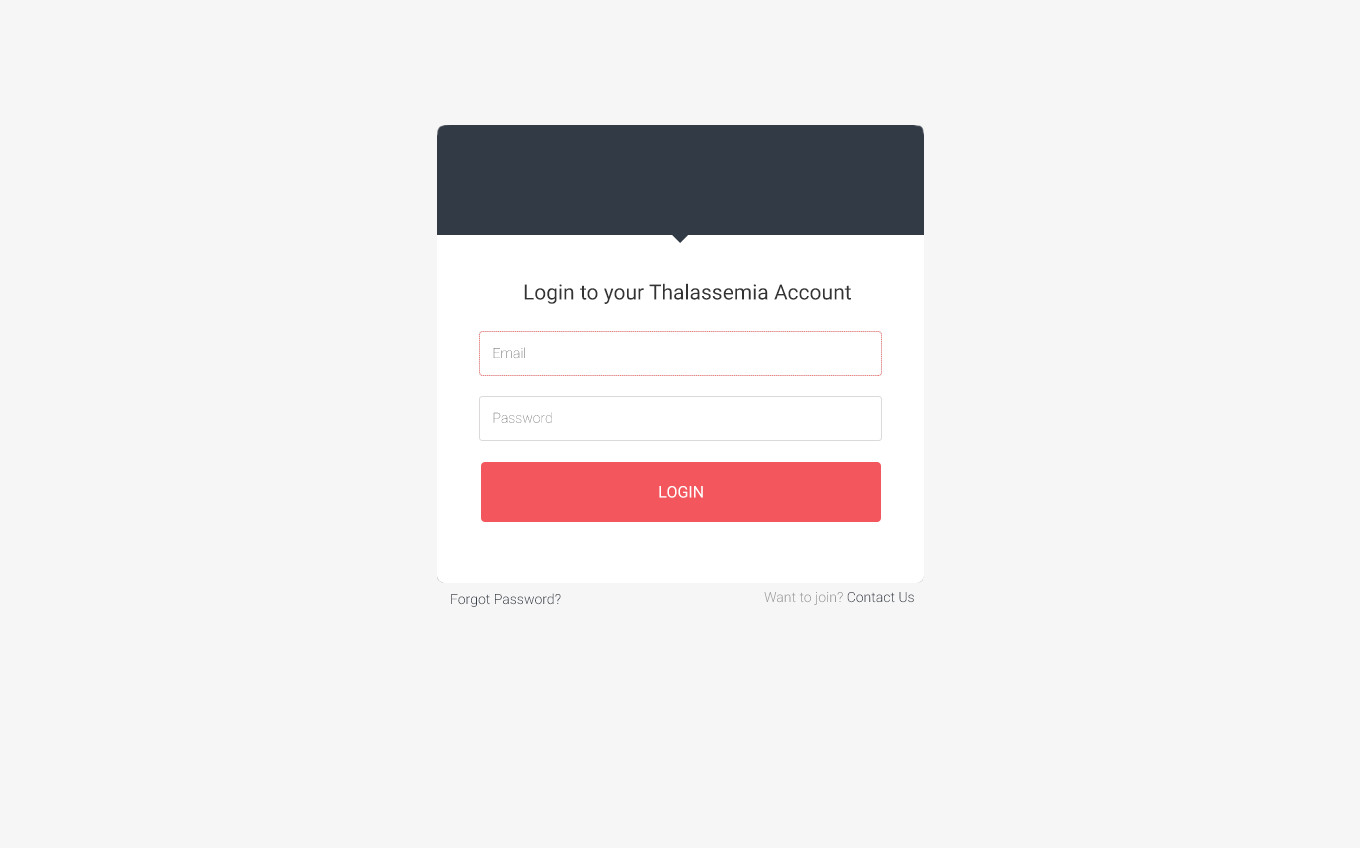 Login to your Thalassemia Account
Email
Password
LOGIN
Forgot Password?
Want to join? Contact Us